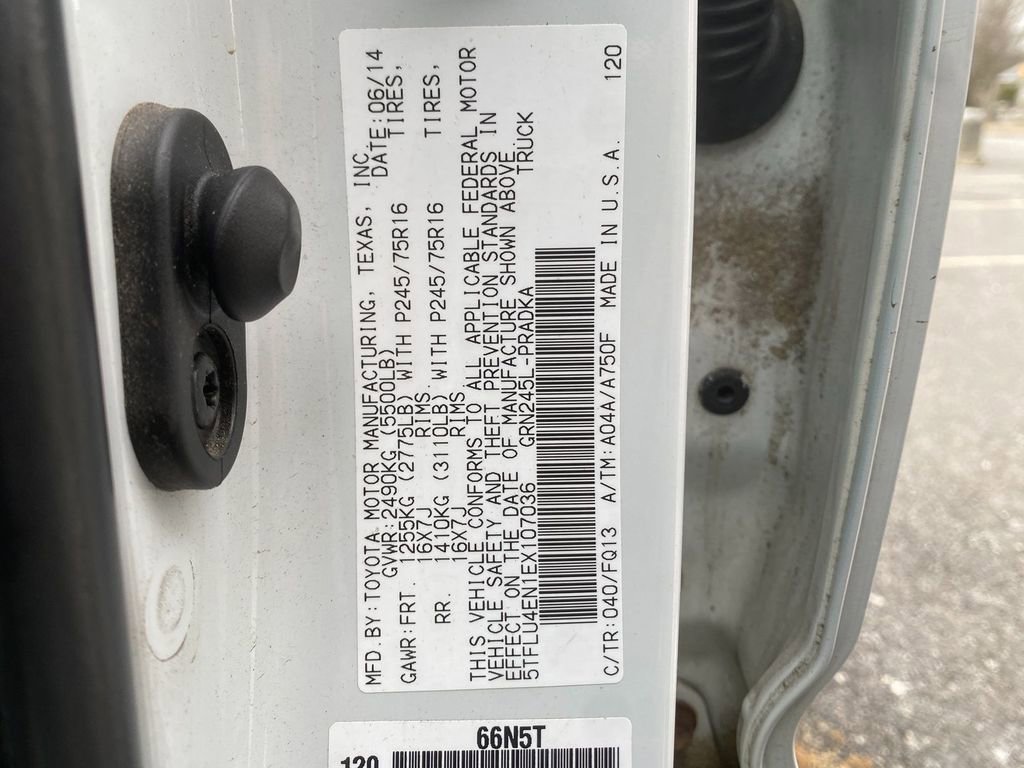 MFD. BY: TOYOTA MOTOR MANUFACTURING, TEXAS, INC
GVWR: 2490KG (5500LB) DATE: 06/14
GAWR: FRT. 1255KG (2775LB) WITH P245/75R16 TIRES,
16X7J RIMS.
RR. 1410KG (3110LB) WITH P245/75R16 TIRES,
16X7J RIMS
THIS VEHICLE CONFORMS TO ALL APPLICABLE FEDERAL MOTOR
VEHICLE SAFETY AND THEFT PREVENTION STANDARDS IN
EFFECT ON THE DATE OF MANUFACTURE SHOWN ABOVE.
5TFLU4EN1EX107036 GRN245L-PRADKA TRUCK
C/TR: 040/FQ13 A/TM: A04A/A750F MADE IN U.S.A. 120
66N5T
120